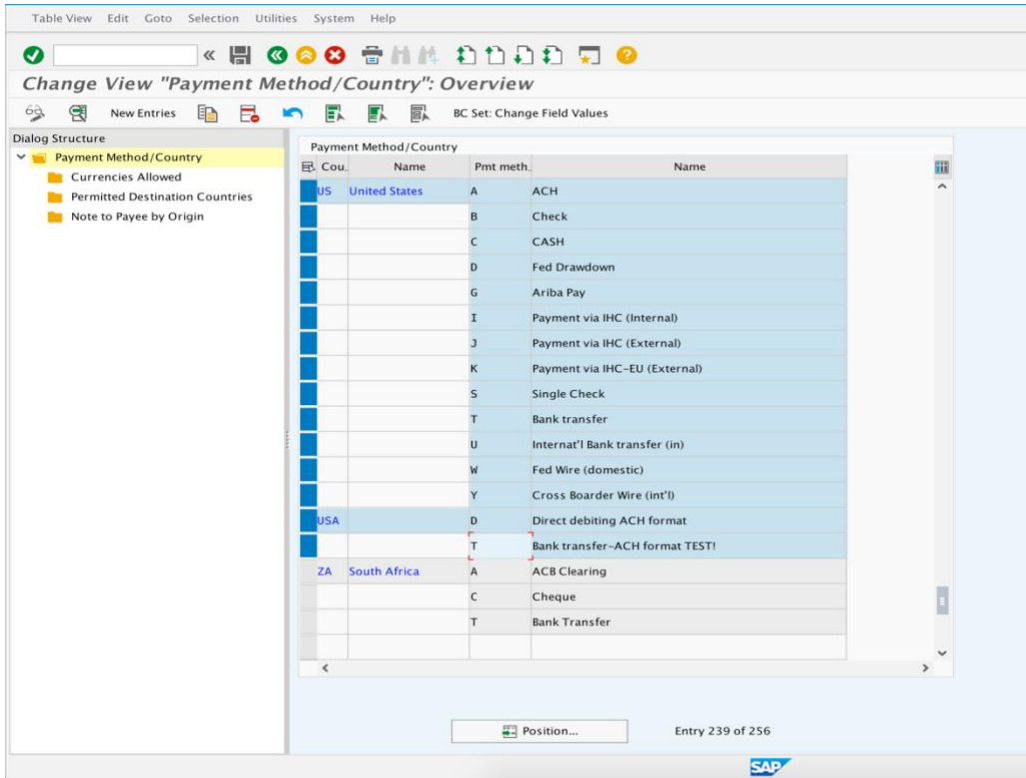 Table View Edit Goto Selection Utilities System Help
Change View "Payment Method/Country": Overview
New Entries BC Set: Change Field Values
Dialog Structure
Payment Method/Country
Currencies Allowed
Permitted Destination Countries
Note to Payee by Origin
Payment Method/Country
Cou. Name Pmt meth. Name
US United States A ACH
B Check
C CASH
D Fed Drawdown
G Ariba Pay
I Payment via IHC (Internal)
J Payment via IHC (External)
K Payment via IHC-EU (External)
S Single Check
T Bank transfer
U Internat'l Bank transfer (in)
W Fed Wire (domestic)
Y Cross Boarder Wire (int'l)
USA D Direct debiting ACH format
T Bank transfer-ACH format TEST!
ZA South Africa A ACB Clearing
C Cheque
T Bank Transfer
Position... Entry 239 of 256
SAP